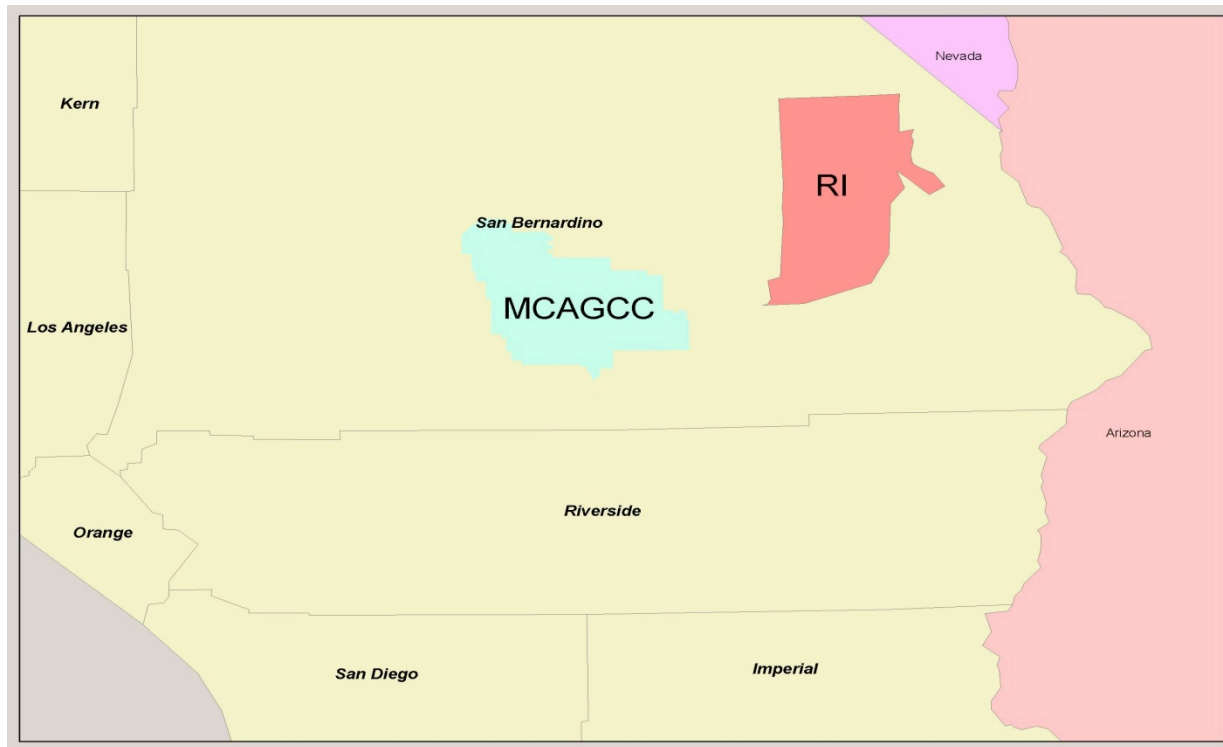 Nevada
Kern
RI
San Bernardino
MCAGCC
Los Angeles
Arizona
Riverside
Orange
San Diego
Imperial